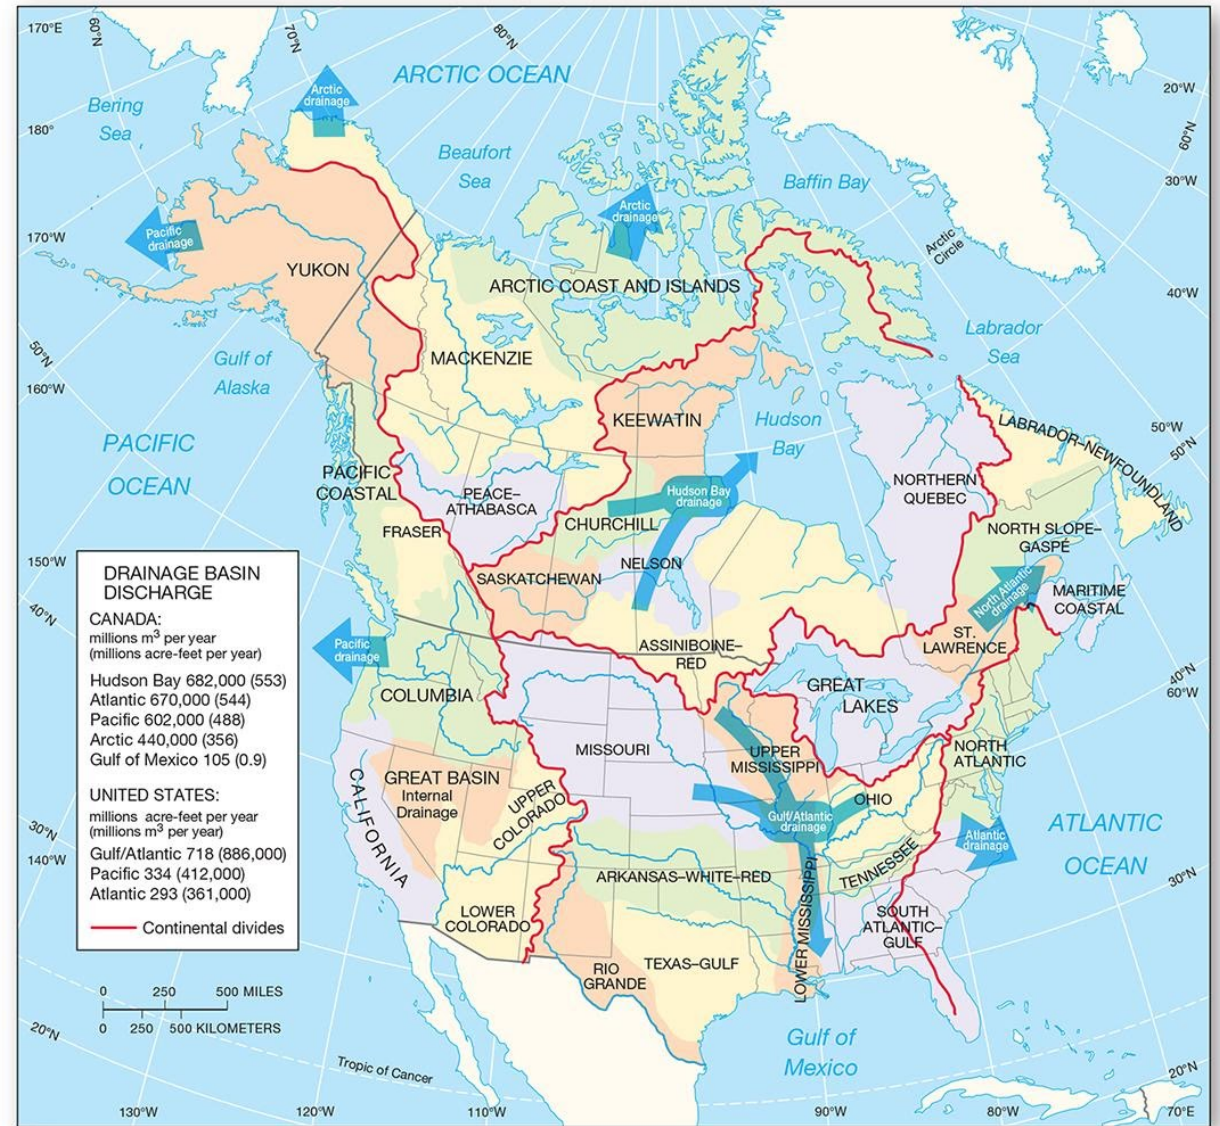 170°E
60°N
70°N
80°N
ARCTIC OCEAN
20°W
60°N
30°W
40°W
50°W
50°N
40°N
60°W
30°N
20°N
70°E
80°W
90°W
110°W
120°W
130°W
20°N
140°W
30°N
40°N
150°W
160°W
50°N
170°W
180°
Bering
Sea
Arctic
drainage
Beaufort
Sea
Baffin Bay
Arctic
drainage
Arctic
Circle
Pacific
drainage
YUKON
ARCTIC COAST AND ISLANDS
Labrador
Sea
Gulf of
Alaska
MACKENZIE
KEEWATIN
Hudson
Bay
LABRADOR–NEWFOUNDLAND
PACIFIC
OCEAN
PACIFIC
COASTAL
PEACE–
ATHABASCA
Hudson Bay
drainage
NORTHERN
QUEBEC
FRASER
CHURCHILL
NORTH SLOPE–
GASPÉ
SASKATCHEWAN
NELSON
North Atlantic
drainage
MARITIME
COASTAL
ASSINIBOINE–
RED
ST.
LAWRENCE
Pacific
drainage
COLUMBIA
GREAT
LAKES
MISSOURI
UPPER
MISSISSIPPI
NORTH
ATLANTIC
CALIFORNIA
GREAT BASIN
Internal
Drainage
UPPER
COLORADO
OHIO
Gulf/Atlantic
drainage
Atlantic
drainage
ATLANTIC
OCEAN
TENNESSEE
ARKANSAS–WHITE–RED
LOWER
COLORADO
LOWER MISSISSIPPI
SOUTH
ATLANTIC–
GULF
RIO
GRANDE
TEXAS–GULF
Gulf of
Mexico
Tropic of Cancer
DRAINAGE BASIN
DISCHARGE
CANADA:
millions m³ per year
(millions acre-feet per year)
Hudson Bay 682,000 (553)
Atlantic 670,000 (544)
Pacific 602,000 (488)
Arctic 440,000 (356)
Gulf of Mexico 105 (0.9)
UNITED STATES:
millions acre-feet per year
(millions m³ per year)
Gulf/Atlantic 718 (886,000)
Pacific 334 (412,000)
Atlantic 293 (361,000)
Continental divides
0 250 500 MILES
0 250 500 KILOMETERS